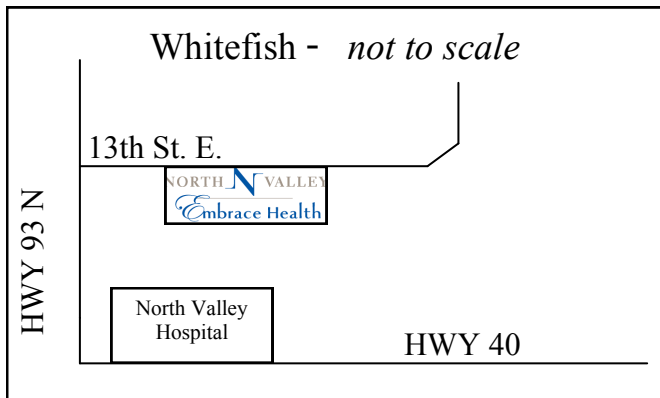 Whitefish - not to scale
13th St. E.
NORTH N VALLEY
Embrace Health
HWY 93 N
North Valley
Hospital
HWY 40